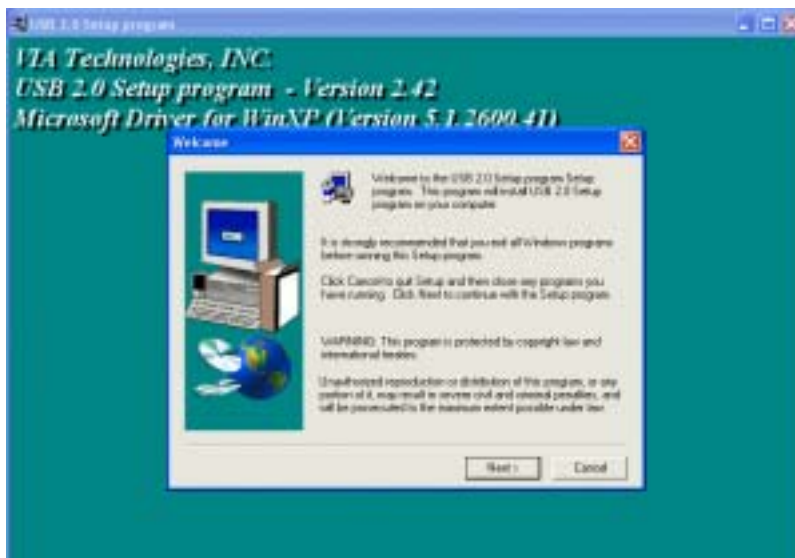 USB 2.0 Setup program
VIA Technologies, INC.
USB 2.0 Setup program - Version 2.42
Microsoft Driver for WinXP (Version 5.1.2600.41)
Welcome
Welcome to the USB 2.0 Setup program Setup
program. This program will install USB 2.0 Setup
program on your computer.
It is strongly recommended that you exit all Windows programs
before running this Setup program.
Click Cancel to quit Setup and then close any programs you
have running. Click Next to continue with the Setup program.
WARNING: This program is protected by copyright law and
international treaties.
Unauthorized reproduction or distribution of this program, or any
portion of it, may result in severe civil and criminal penalties, and
will be prosecuted to the maximum extent possible under law.
Next >
Cancel